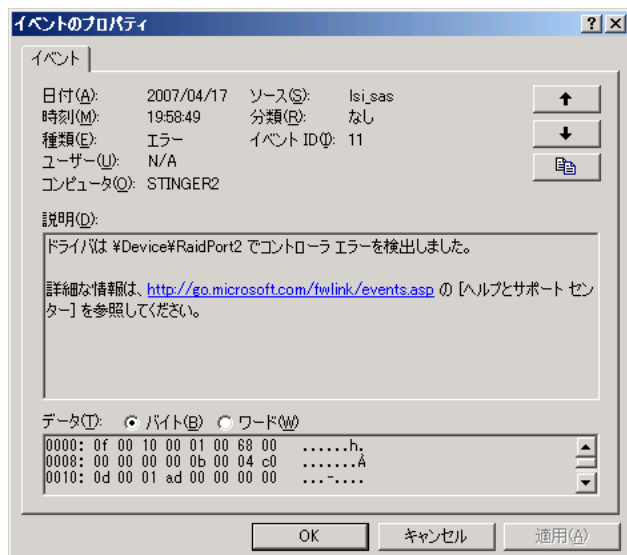 イベントのプロパティ
イベント
日付(A): 2007/04/17 ソース(S): lsi_sas
時刻(M): 19:58:49 分類(R): なし
種類(E): エラー イベント ID(I): 11
ユーザー(U): N/A
コンピュータ(O): STINGER2
説明(D):
ドライバは ¥Device¥RaidPort2 でコントローラ エラーを検出しました。
詳細な情報は、http://go.microsoft.com/fwlink/events.asp の [ヘルプとサポート セン
ター] を参照してください。
データ(T): バイト(B) ワード(W)
0000: 0f 00 10 00 01 00 68 00 ......h.
0008: 00 00 00 00 0b 00 04 c0 .......À
0010: 0d 00 01 ad 00 00 00 00 ...-....
OK キャンセル 適用(A)